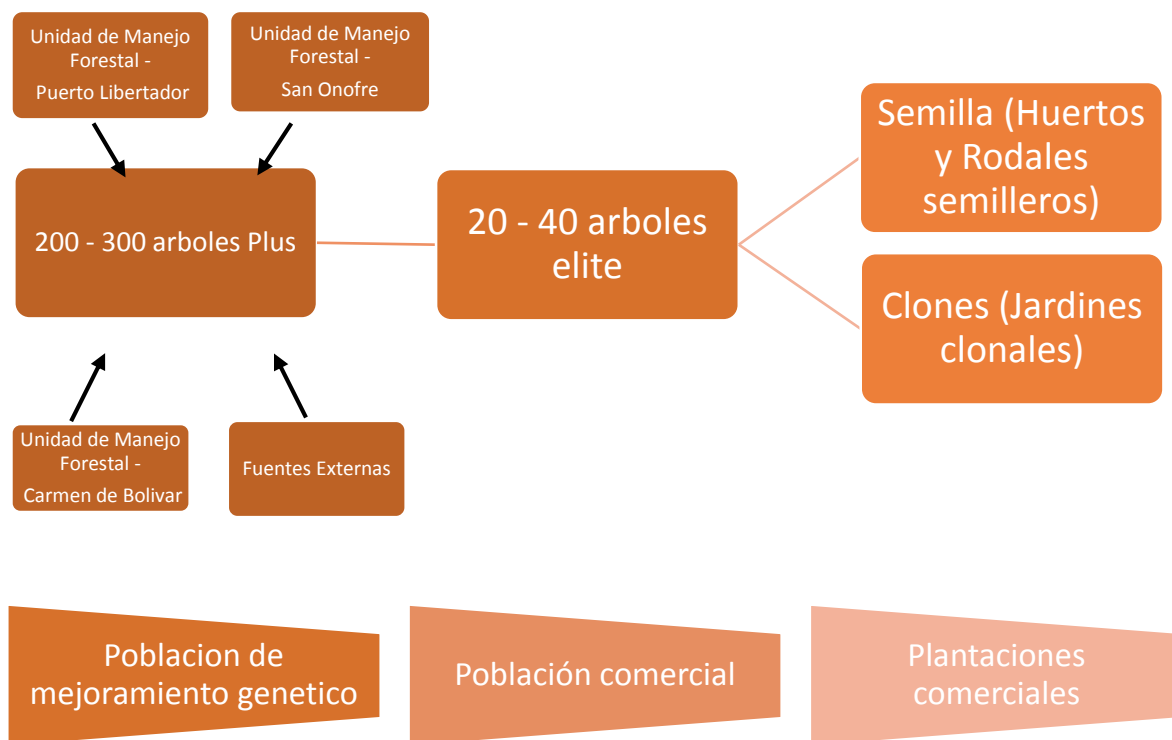 Unidad de Manejo
Forestal -
Puerto Libertador
Unidad de Manejo
Forestal -
San Onofre
200 - 300 arboles Plus
20 - 40 arboles
elite
Semilla (Huertos
y Rodales
semilleros)
Clones (Jardines
clonales)
Unidad de Manejo
Forestal -
Carmen de Bolivar
Fuentes Externas
Poblacion de
mejoramiento genetico
Población comercial
Plantaciones
comerciales